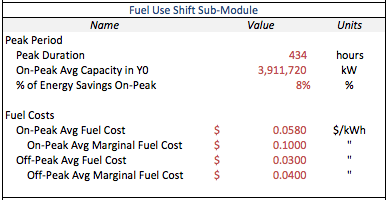 Fuel Use Shift Sub-Module
Name Value Units
Peak Period
Peak Duration 434 hours
On-Peak Avg Capacity in Y0 3,911,720 kW
% of Energy Savings On-Peak 8% %
Fuel Costs
On-Peak Avg Fuel Cost $ 0.0580 $/kWh
On-Peak Avg Marginal Fuel Cost $ 0.1000 "
Off-Peak Avg Fuel Cost $ 0.0300 "
Off-Peak Avg Marginal Fuel Cost $ 0.0400 "